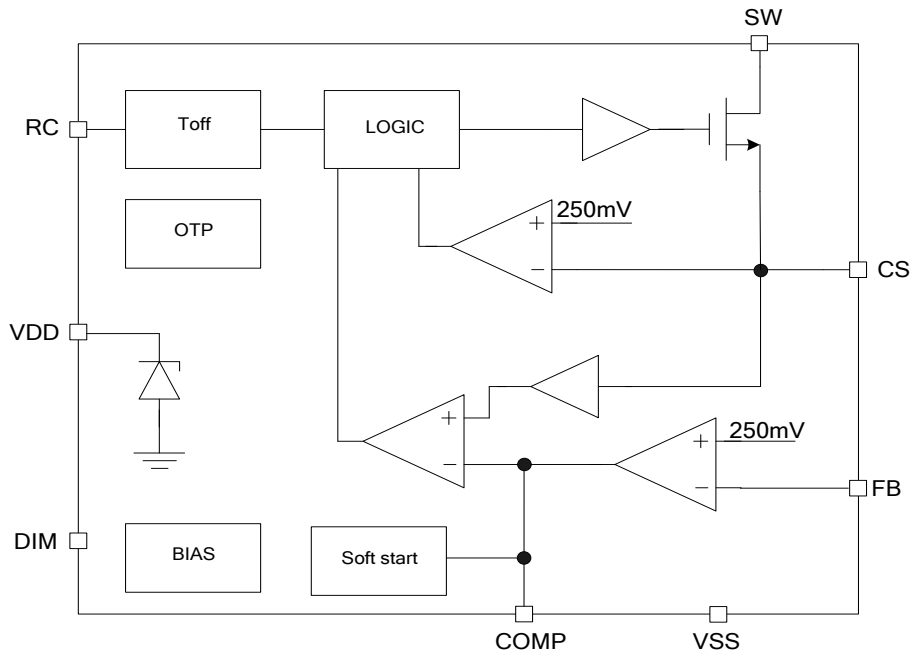 SW
RC
Toff
LOGIC
OTP
+
250mV
−
CS
VDD
+
−
+
250mV
−
FB
DIM
BIAS
Soft start
COMP
VSS